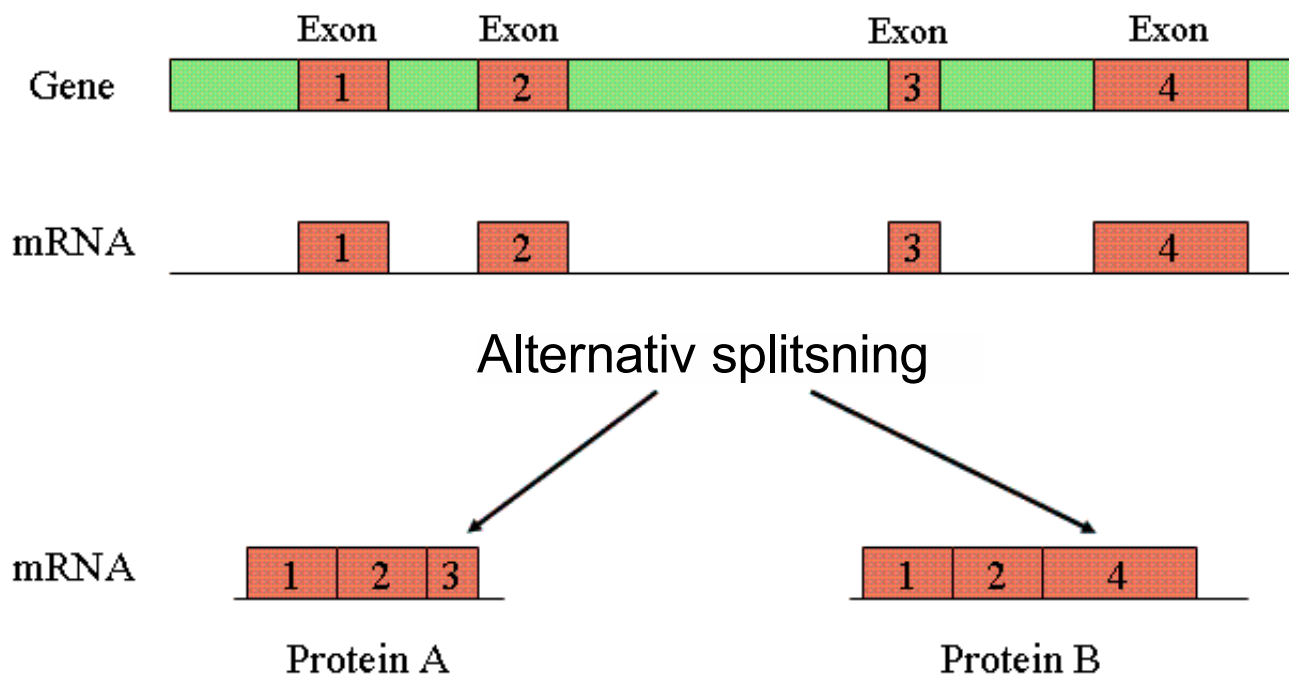 Exon Exon Exon Exon
Gene 1 2 3 4
mRNA 1 2 3 4
Alternativ splitsning
mRNA 1 2 3 1 2 4
Protein A Protein B